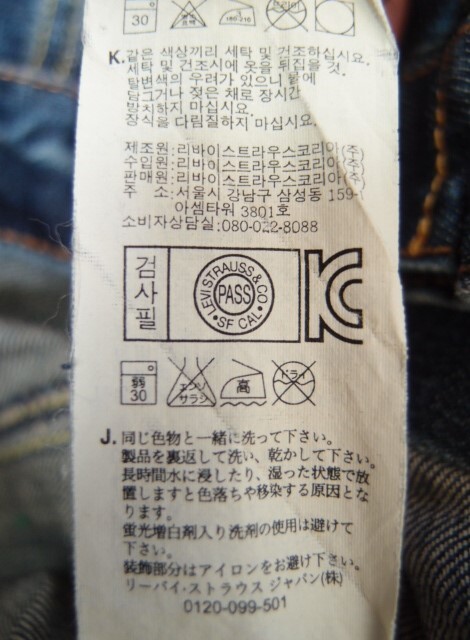 30
K. 같은 색상끼리 세탁 및 건조하십시요.
세탁 및 건조시에 옷을 뒤집을 것.
탈변색의 우려가 있으니 물에
담그거나 젖은 채로 장시간
방치하지 마십시요.
장식을 다림질하지 마십시요.
제조원: 리바이스트라우스코리아(주)
수입원: 리바이스트라우스코리아(주)
판매원: 리바이스트라우스코리아(주)
주 소: 서울시 강남구 삼성동 159-1
아셈타워 3801호
소비자상담실:080-022-8088
검사필
LEVI STRAUSS & CO
PASS
SF CAL
KC
弱 30 エンソ サラシ 高 ドライ
J. 同じ色物と一緒に洗って下さい。
製品を裏返して洗い、乾かして下さい。
長時間水に浸したり、湿った状態で放
置しますと色落ちや移染する原因とな
ります。
蛍光増白剤入り洗剤の使用は避けて
下さい。
装飾部分はアイロンをお避け下さい。
リーバイ・ストラウス ジャパン(株)
0120-099-501